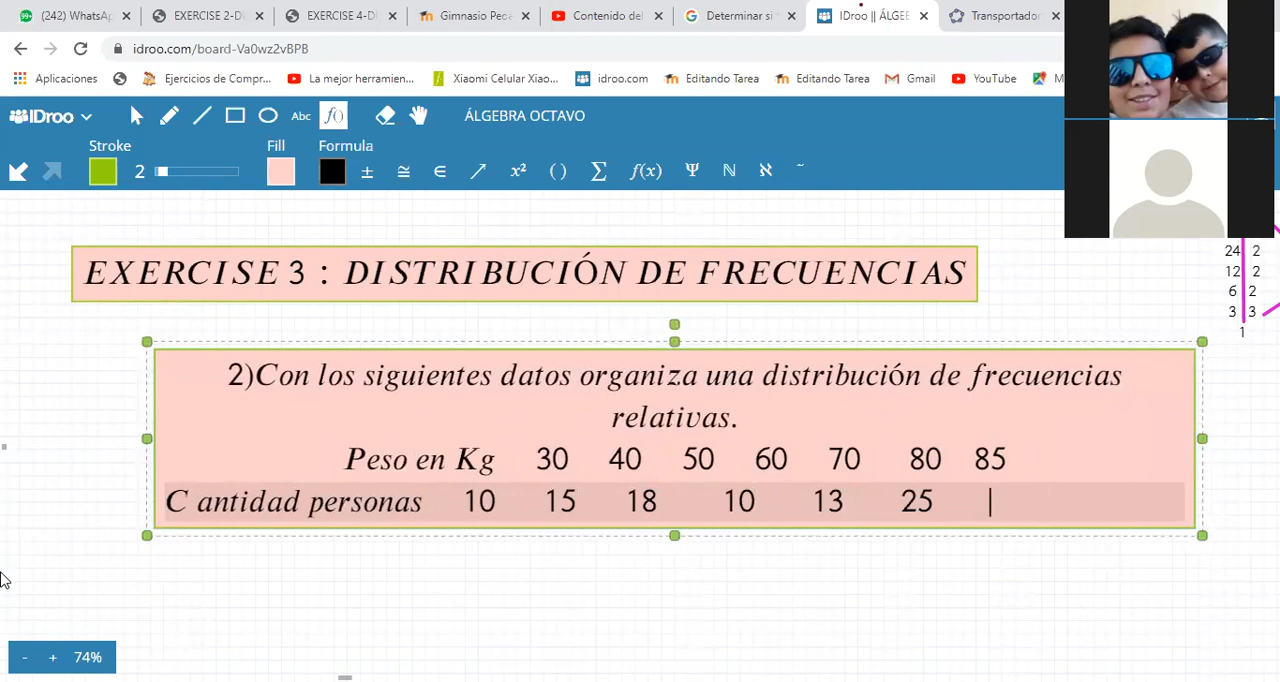 (242) WhatsA
EXERCISE 2-D
EXERCISE 4-D
Gimnasio Peda
Contenido del
Determinar si
IDroo || ÁLGEB
Transportador
idroo.com/board-Va0wz2vBPB
Aplicaciones
Ejercicios de Compr...
La mejor herramien...
Xiaomi Celular Xiao...
idroo.com
Editando Tarea
Editando Tarea
Gmail
YouTube
M
IDroo
Abc
f()
ÁLGEBRA OCTAVO
Stroke
Fill
Formula
2
± ≅ ∈ x² ( ) ∑ f(x) Ψ ℕ ℵ
EXERCISE 3 : DISTRIBUCIÓN DE FRECUENCIAS
24 2
12 2
6 2
3 3
1
2)Con los siguientes datos organiza una distribución de frecuencias
relativas.
Peso en Kg 30 40 50 60 70 80 85
C antidad personas 10 15 18 10 13 25
- + 74%